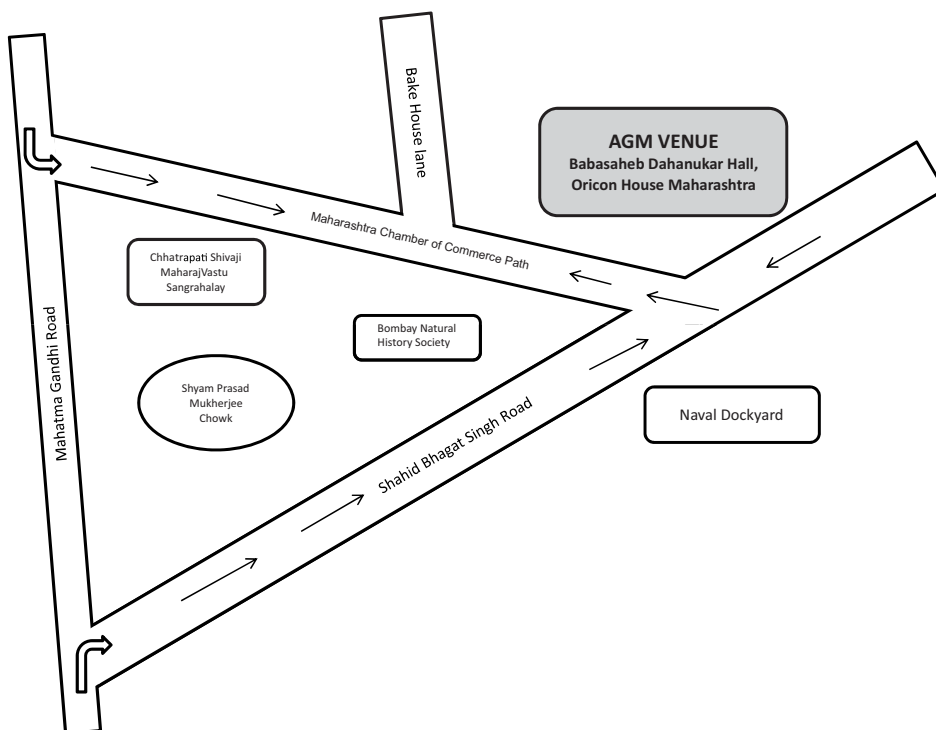 Bake House lane
AGM VENUE
Babasaheb Dahanukar Hall,
Oricon House Maharashtra
Maharashtra Chamber of Commerce Path
Chhatrapati Shivaji
MaharajVastu
Sangrahalay
Bombay Natural
History Society
Mahatma Gandhi Road
Shyam Prasad
Mukherjee
Chowk
Naval Dockyard
Shahid Bhagat Singh Road